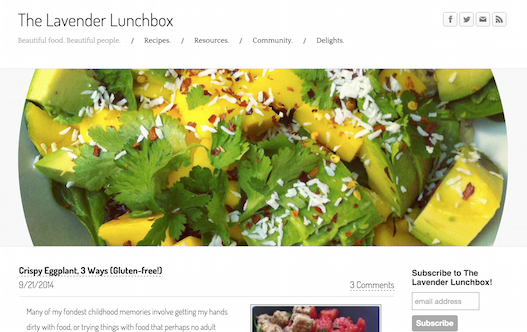 The Lavender Lunchbox
Beautiful food. Beautiful people. / Recipes. / Resources. / Community. / Delights.
Crispy Eggplant, 3 Ways (Gluten-free!)
9/21/2014
3 Comments
Many of my fondest childhood memories involve getting my hands
dirty with food, or trying things with food that perhaps no adult
Subscribe to The
Lavender Lunchbox!
email address
Subscribe